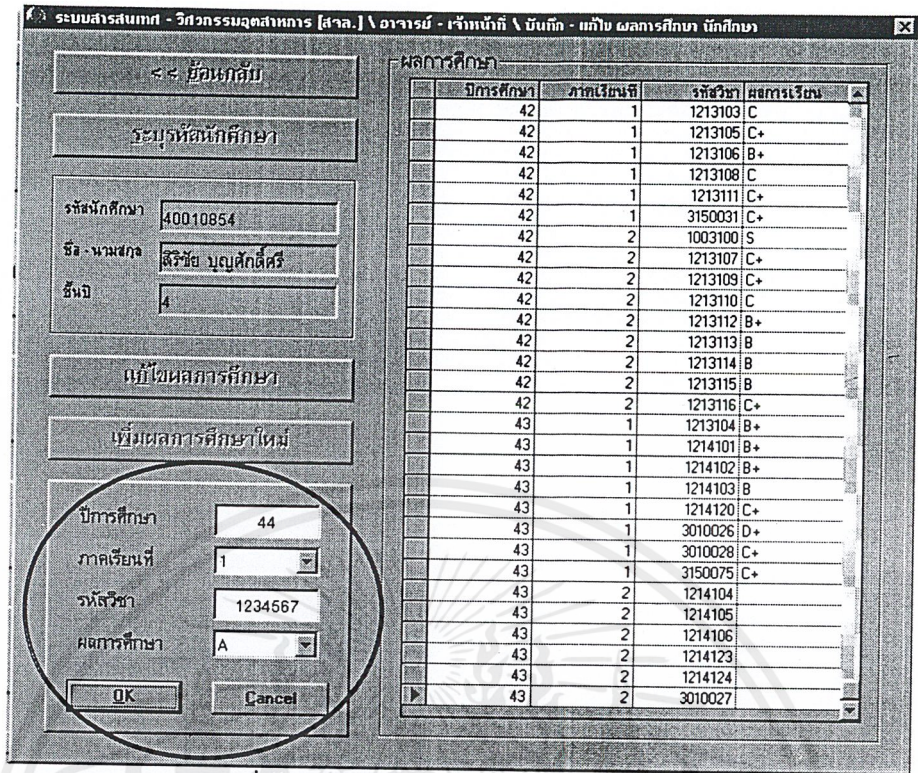 ระบบสารสนเทศ - วิศวกรรมอุตสาหการ [สจล.] \ อาจารย์ - เจ้าหน้าที่ \ บันทึก - แก้ไข ผลการศึกษา นักศึกษา
< < ย้อนกลับ
ระบุรหัสนักศึกษา
รหัสนักศึกษา 40010854
ชื่อ - นามสกุล สิริชัย บุญศักดิ์ศรี
ชั้นปี 4
แก้ไขผลการศึกษา
เพิ่มผลการศึกษาใหม่
ปีการศึกษา 44
ภาคเรียนที่ 1
รหัสวิชา 1234567
ผลการศึกษา A
OK Cancel
ผลการศึกษา
ปีการศึกษา ภาคเรียนที่ รหัสวิชา ผลการเรียน
42 1 1213103 C
42 1 1213105 C+
42 1 1213106 B+
42 1 1213108 C
42 1 1213111 C+
42 1 3150031 C+
42 2 1003100 S
42 2 1213107 C+
42 2 1213109 C+
42 2 1213110 C
42 2 1213112 B+
42 2 1213113 B
42 2 1213114 B
42 2 1213115 B
42 2 1213116 C+
43 1 1213104 B+
43 1 1214101 B+
43 1 1214102 B+
43 1 1214103 B
43 1 1214120 C+
43 1 3010026 D+
43 1 3010028 C+
43 1 3150075 C+
43 2 1214104
43 2 1214105
43 2 1214106
43 2 1214123
43 2 1214124
43 2 3010027